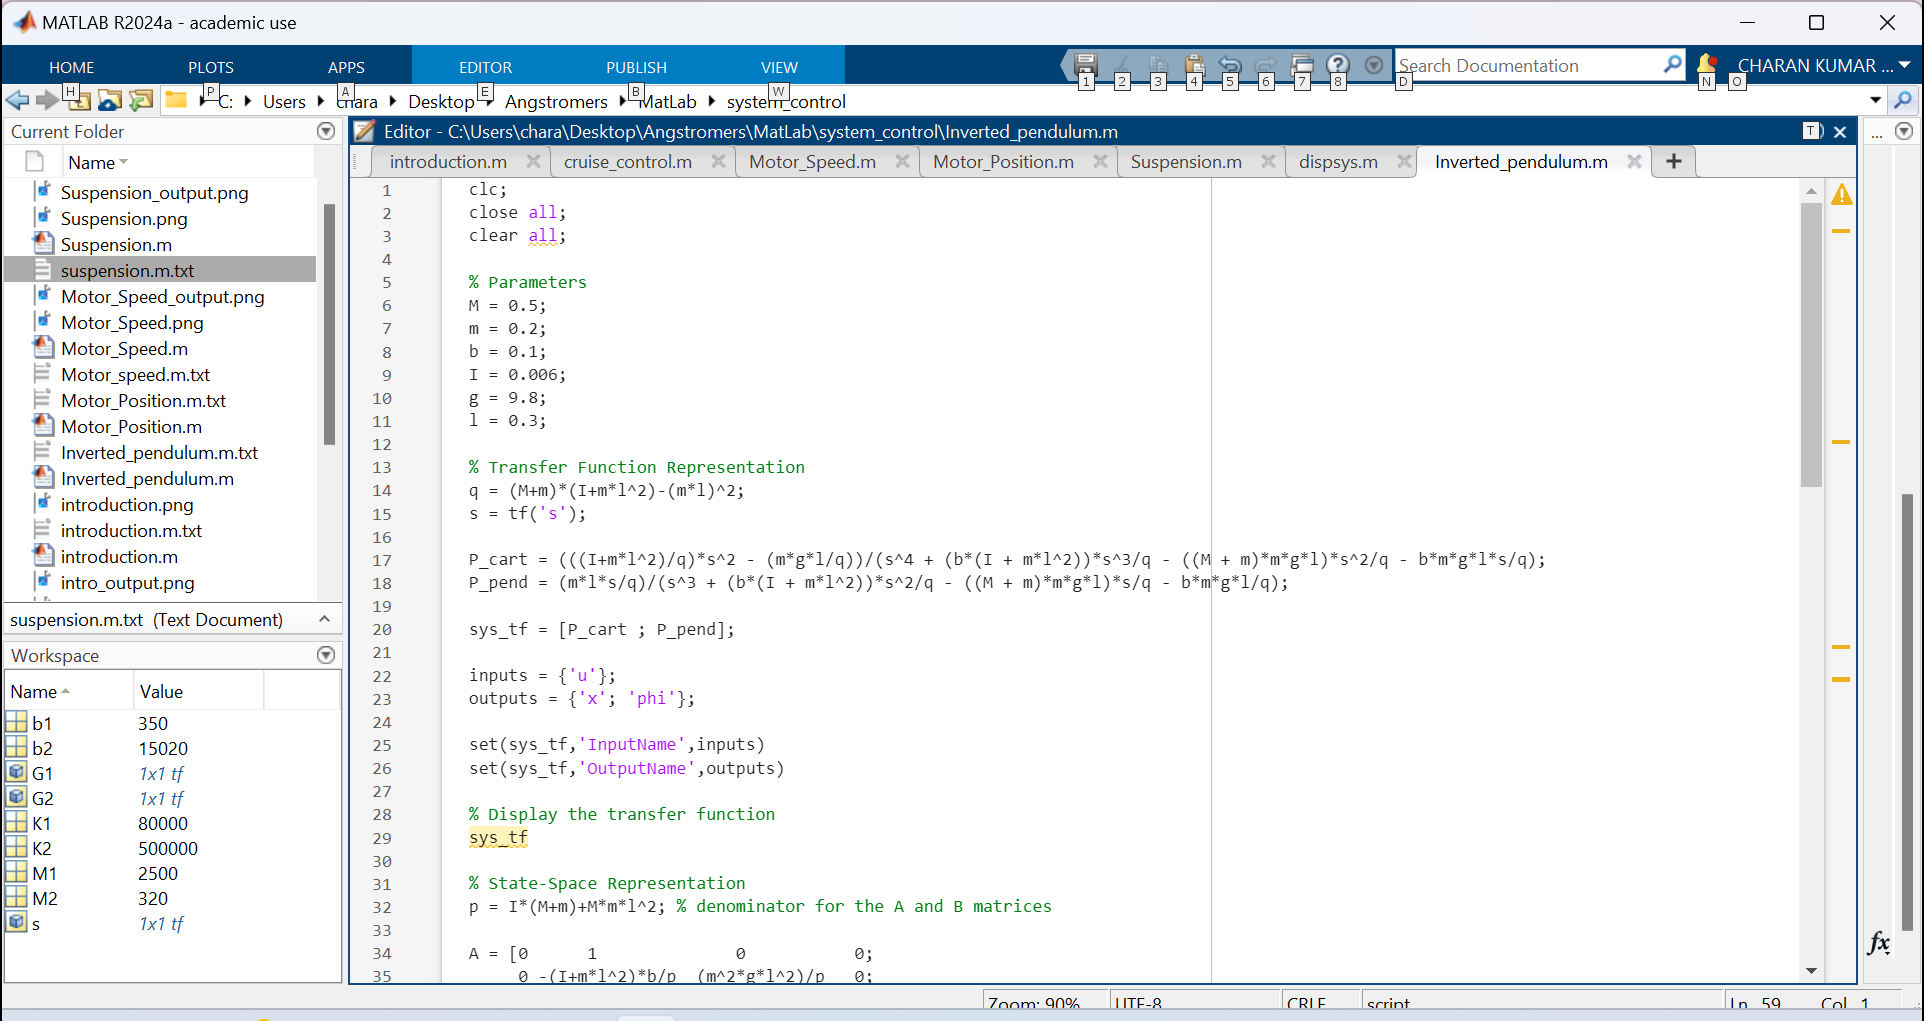 MATLAB R2024a - academic use
HOME PLOTS APPS EDITOR PUBLISH VIEW
1 2 3 4 5 6 7 8
Search Documentation
CHARAN KUMAR ...
H P A E B W D N O
C: Users chara Desktop Angstromers MatLab system_control
Current Folder
Name
Suspension_output.png
Suspension.png
Suspension.m
suspension.m.txt
Motor_Speed_output.png
Motor_Speed.png
Motor_Speed.m
Motor_speed.m.txt
Motor_Position.m.txt
Motor_Position.m
Inverted_pendulum.m.txt
Inverted_pendulum.m
introduction.png
introduction.m.txt
introduction.m
intro_output.png
suspension.m.txt (Text Document)
Workspace
Name Value
b1 350
b2 15020
G1 1x1 tf
G2 1x1 tf
K1 80000
K2 500000
M1 2500
M2 320
s 1x1 tf
Editor - C:\Users\chara\Desktop\Angstromers\MatLab\system_control\Inverted_pendulum.m
T
...
introduction.m cruise_control.m Motor_Speed.m Motor_Position.m Suspension.m dispsys.m Inverted_pendulum.m +
1 clc;
2 close all;
3 clear all;
4
5 % Parameters
6 M = 0.5;
7 m = 0.2;
8 b = 0.1;
9 I = 0.006;
10 g = 9.8;
11 l = 0.3;
12
13 % Transfer Function Representation
14 q = (M+m)*(I+m*l^2)-(m*l)^2;
15 s = tf('s');
16
17 P_cart = (((I+m*l^2)/q)*s^2 - (m*g*l/q))/(s^4 + (b*(I + m*l^2))*s^3/q - ((M + m)*m*g*l)*s^2/q - b*m*g*l*s/q);
18 P_pend = (m*l*s/q)/(s^3 + (b*(I + m*l^2))*s^2/q - ((M + m)*m*g*l)*s/q - b*m*g*l/q);
19
20 sys_tf = [P_cart ; P_pend];
21
22 inputs = {'u'};
23 outputs = {'x'; 'phi'};
24
25 set(sys_tf,'InputName',inputs)
26 set(sys_tf,'OutputName',outputs)
27
28 % Display the transfer function
29 sys_tf
30
31 % State-Space Representation
32 p = I*(M+m)+M*m*l^2; % denominator for the A and B matrices
33
34 A = [0 1 0 0;
35 0 -(I+m*l^2)*b/p (m^2*g*l^2)/p 0;
fx
Zoom: 90% UTF-8 CRLF script Ln 59 Col 1